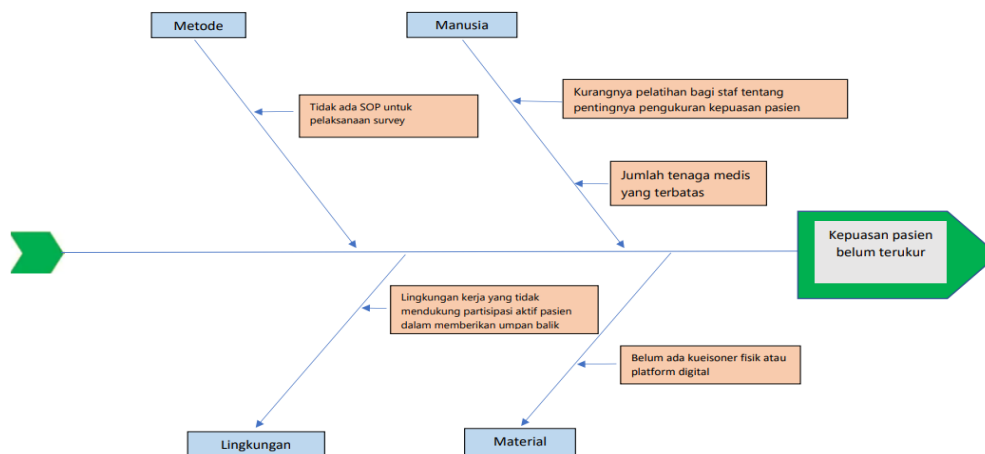 Metode
Manusia
Tidak ada SOP untuk
pelaksanaan survey
Kurangnya pelatihan bagi staf tentang
pentingnya pengukuran kepuasan pasien
Jumlah tenaga medis
yang terbatas
Kepuasan pasien
belum terukur
Lingkungan kerja yang tidak
mendukung partisipasi aktif pasien
dalam memberikan umpan balik
Belum ada kueisoner fisik atau
platform digital
Lingkungan
Material